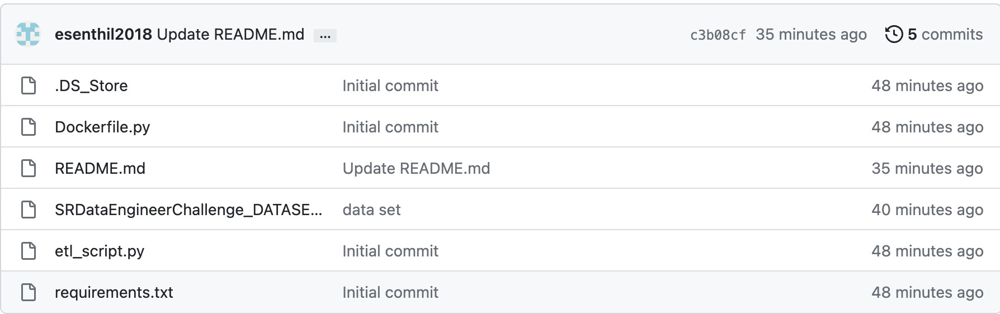 esenthil2018 Update README.md ... c3b08cf 35 minutes ago 5 commits
.DS_Store Initial commit 48 minutes ago
Dockerfile.py Initial commit 48 minutes ago
README.md Update README.md 35 minutes ago
SRDataEngineerChallenge_DATASE... data set 40 minutes ago
etl_script.py Initial commit 48 minutes ago
requirements.txt Initial commit 48 minutes ago